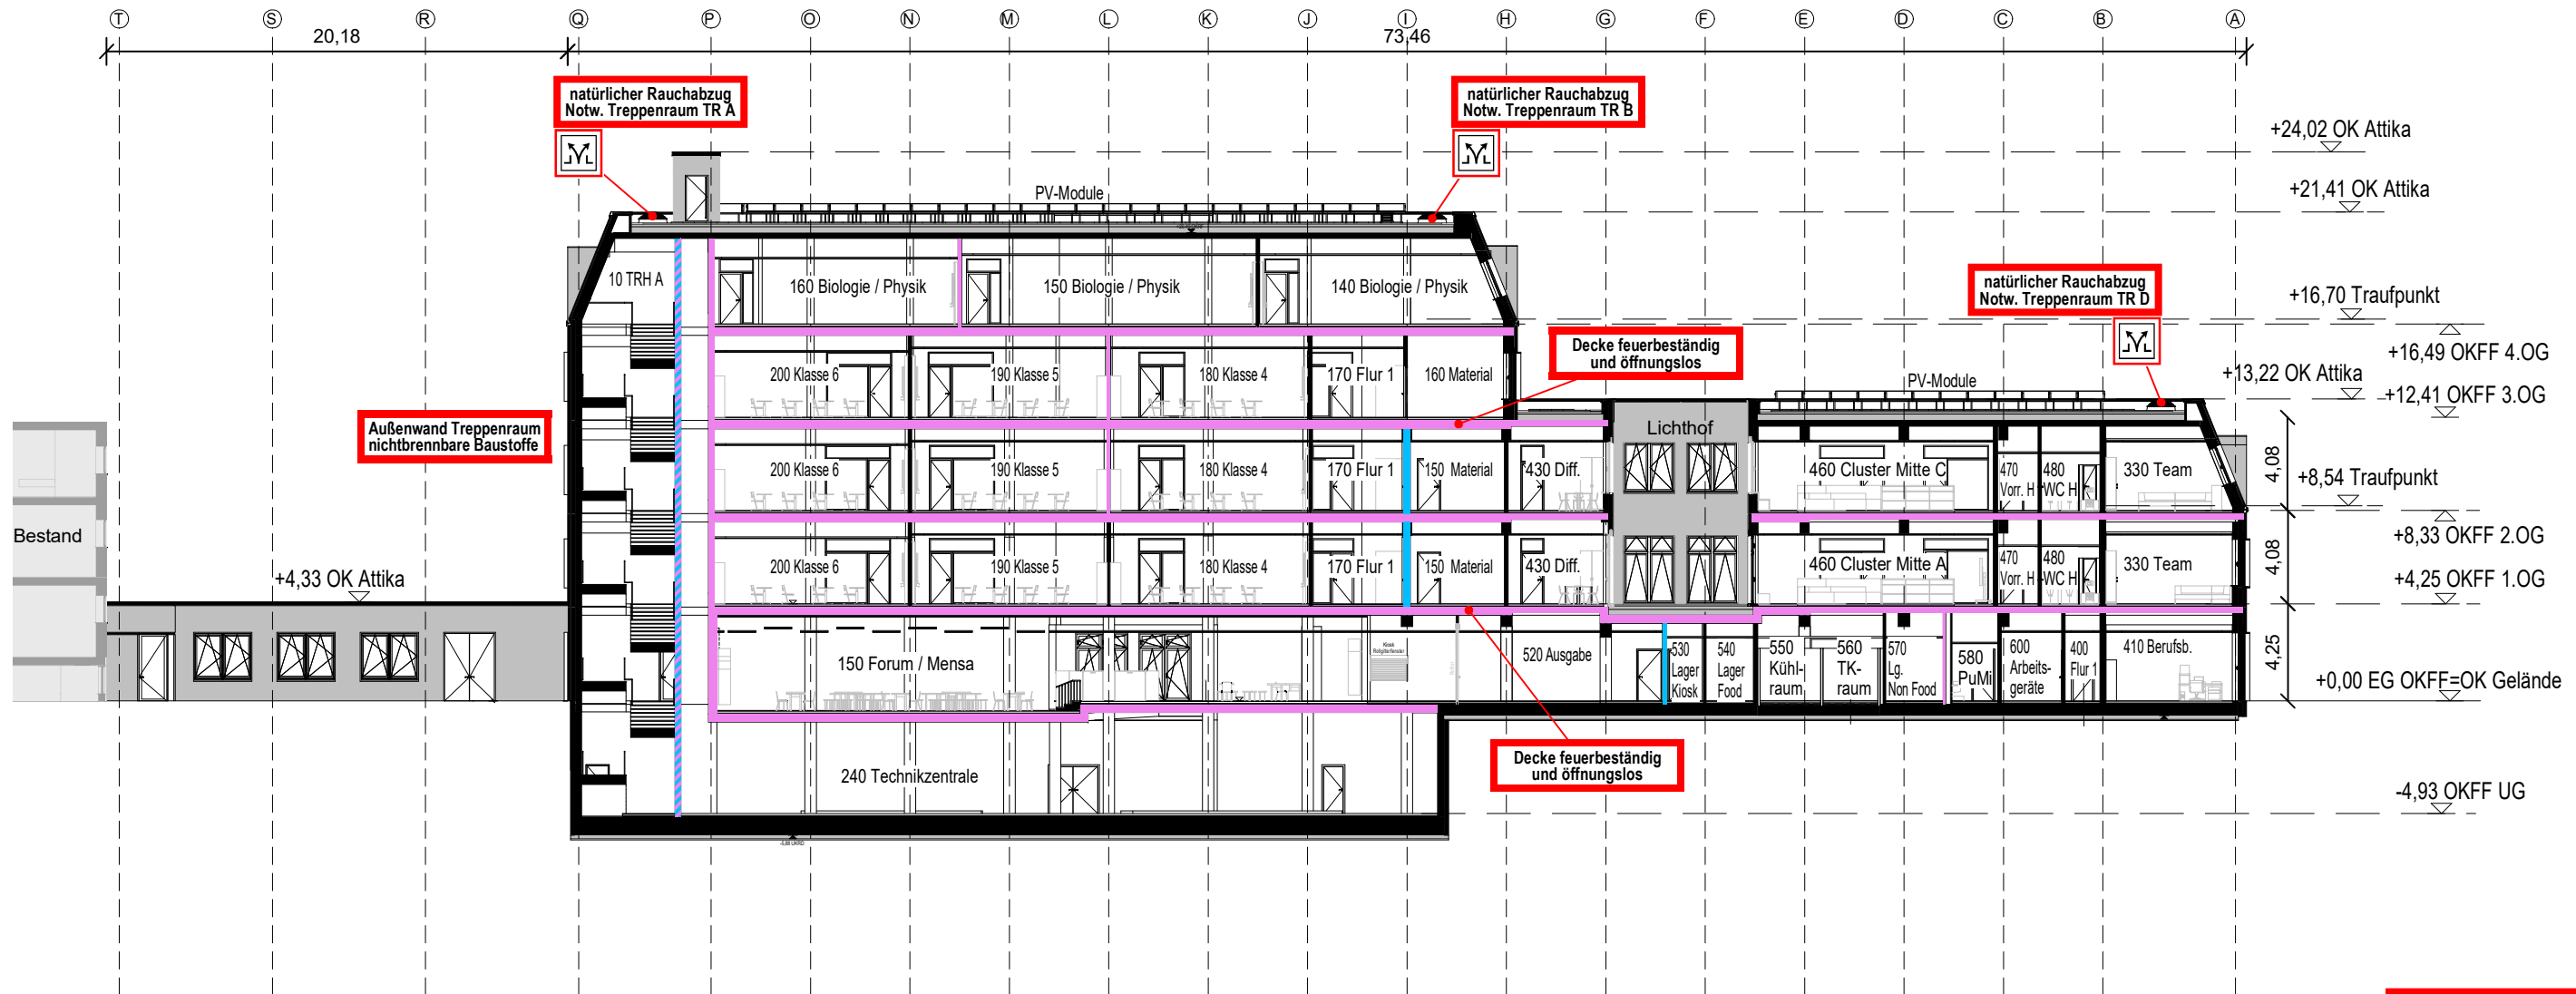 T S R Q P O N M L K J I H G F E D C B A
20,18
73,46
natürlicher Rauchabzug
Notw. Treppenraum TR A
natürlicher Rauchabzug
Notw. Treppenraum TR B
+24,02 OK Attika
+21,41 OK Attika
PV-Module
10 TRH A
160 Biologie / Physik
150 Biologie / Physik
140 Biologie / Physik
natürlicher Rauchabzug
Notw. Treppenraum TR D
+16,70 Traufpunkt
+16,49 OKFF 4.OG
Decke feuerbeständig
und öffnungslos
200 Klasse 6
190 Klasse 5
180 Klasse 4
170 Flur 1
160 Material
PV-Module
+13,22 OK Attika
+12,41 OKFF 3.OG
Außenwand Treppenraum
nichtbrennbare Baustoffe
Lichthof
200 Klasse 6
190 Klasse 5
180 Klasse 4
170 Flur 1
150 Material
430 Diff.
460 Cluster Mitte C
470
Vorr. H
480
WC H
330 Team
4,08
+8,54 Traufpunkt
Bestand
+8,33 OKFF 2.OG
200 Klasse 6
190 Klasse 5
180 Klasse 4
170 Flur 1
150 Material
430 Diff.
460 Cluster Mitte A
470
Vorr. H
480
WC H
330 Team
4,08
+4,33 OK Attika
+4,25 OKFF 1.OG
150 Forum / Mensa
Kiosk
520 Ausgabe
530
Lager
Kiosk
540
Lager
Food
550
Kühl-
raum
560
TK-
raum
570
Lg.
Non Food
580
PuMi
600
Arbeits-
geräte
400
Flur 1
410 Berufsb.
4,25
+0,00 EG OKFF=OK Gelände
Decke feuerbeständig
und öffnungslos
240 Technikzentrale
-4,93 OKFF UG